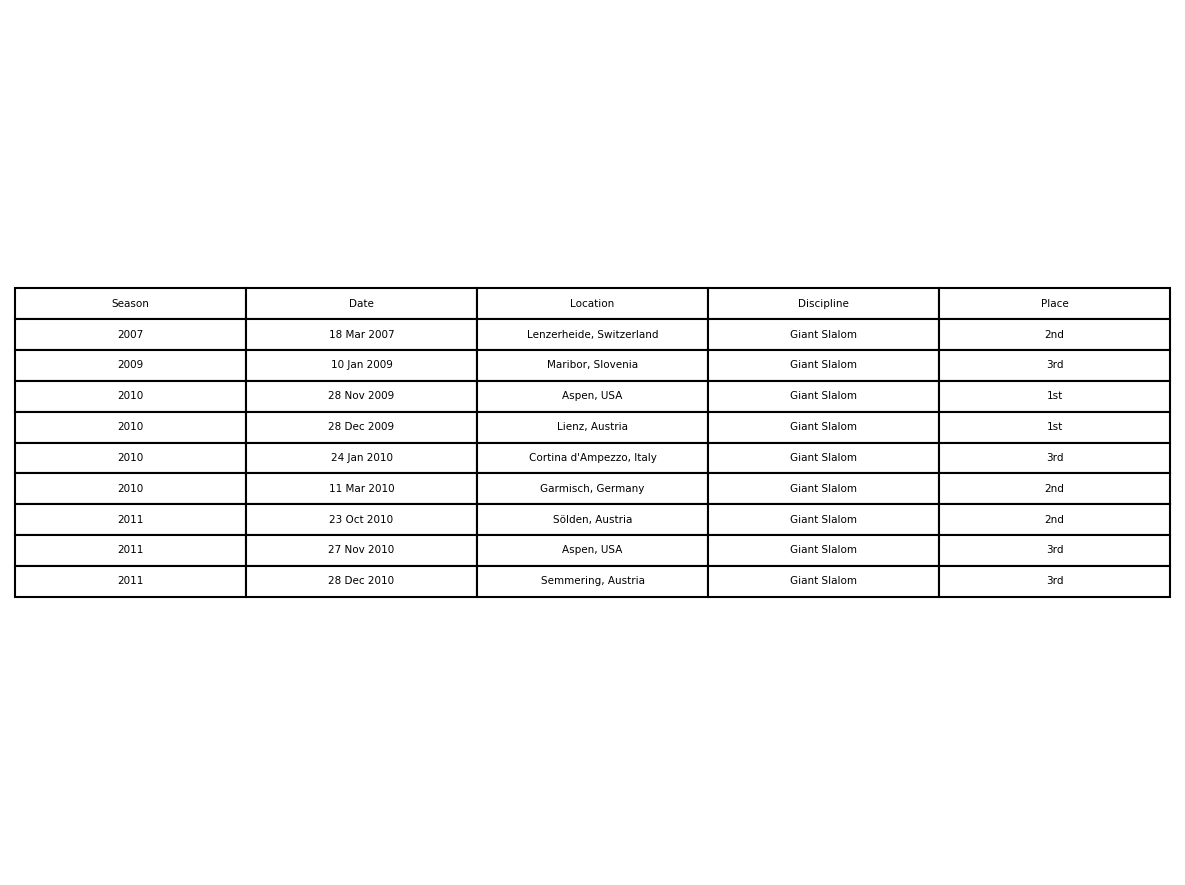 Season Date Location Discipline Place
2007 18 Mar 2007 Lenzerheide, Switzerland Giant Slalom 2nd
2009 10 Jan 2009 Maribor, Slovenia Giant Slalom 3rd
2010 28 Nov 2009 Aspen, USA Giant Slalom 1st
2010 28 Dec 2009 Lienz, Austria Giant Slalom 1st
2010 24 Jan 2010 Cortina d'Ampezzo, Italy Giant Slalom 3rd
2010 11 Mar 2010 Garmisch, Germany Giant Slalom 2nd
2011 23 Oct 2010 Sölden, Austria Giant Slalom 2nd
2011 27 Nov 2010 Aspen, USA Giant Slalom 3rd
2011 28 Dec 2010 Semmering, Austria Giant Slalom 3rd